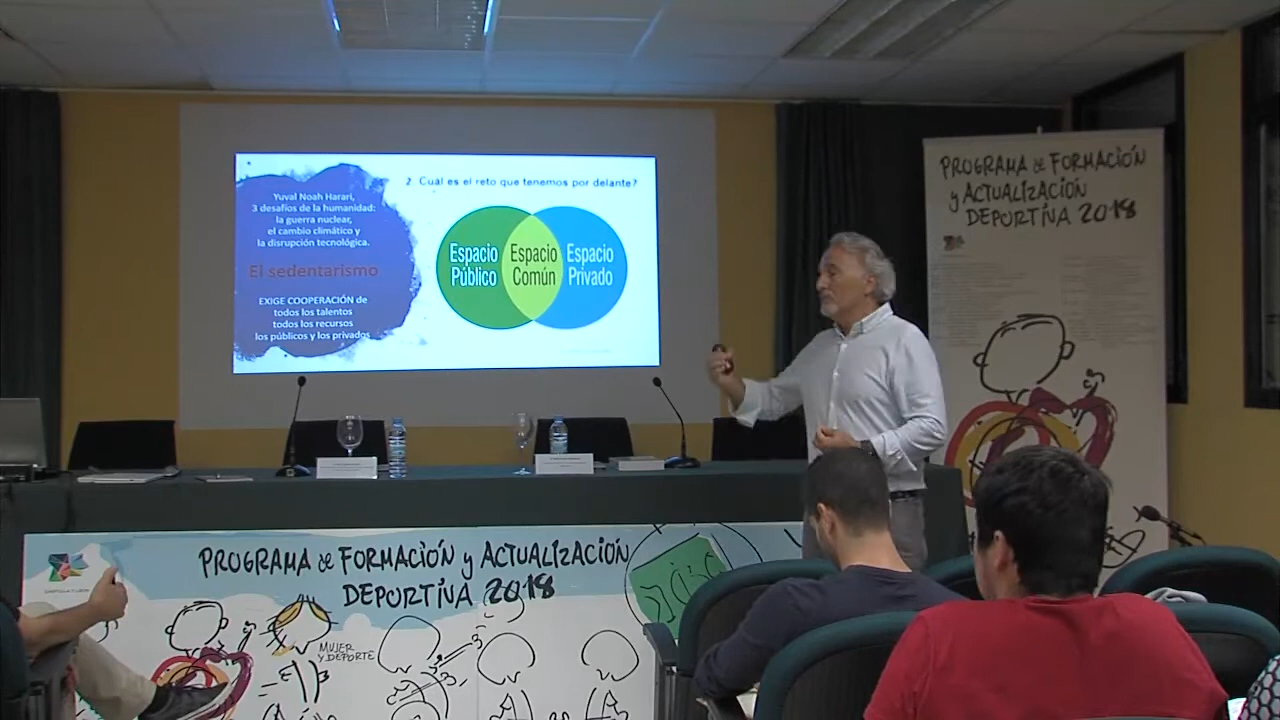 2. Cuál es el reto que tenemos por delante?
Yuval Noah Harari,
3 desafíos de la humanidad:
la guerra nuclear,
el cambio climático y
la disrupción tecnológica.
El sedentarismo
EXIGE COOPERACIÓN de
todos los talentos
todos los recursos
los públicos y los privados
Espacio
Público
Espacio
Común
Espacio
Privado
PROGRAMA de FORMACIÓN
y ACTUALIZACIÓN
DEPORTIVA 2018
PROGRAMA de FORMACIÓN y ACTUALIZACIÓN
DEPORTIVA 2018
MUJER
Y DEPORTE